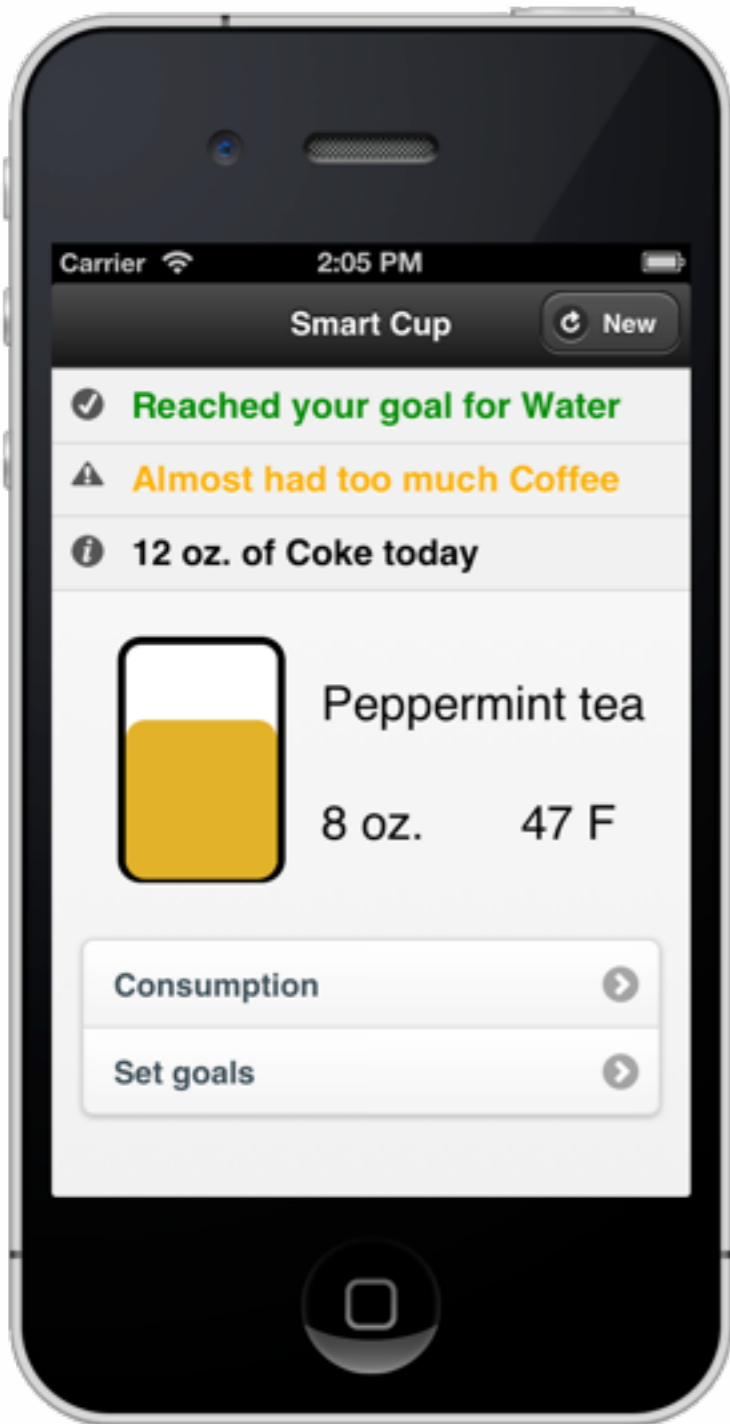 Carrier 2:05 PM
Smart Cup New
Reached your goal for Water
Almost had too much Coffee
12 oz. of Coke today
Peppermint tea
8 oz. 47 F
Consumption
Set goals